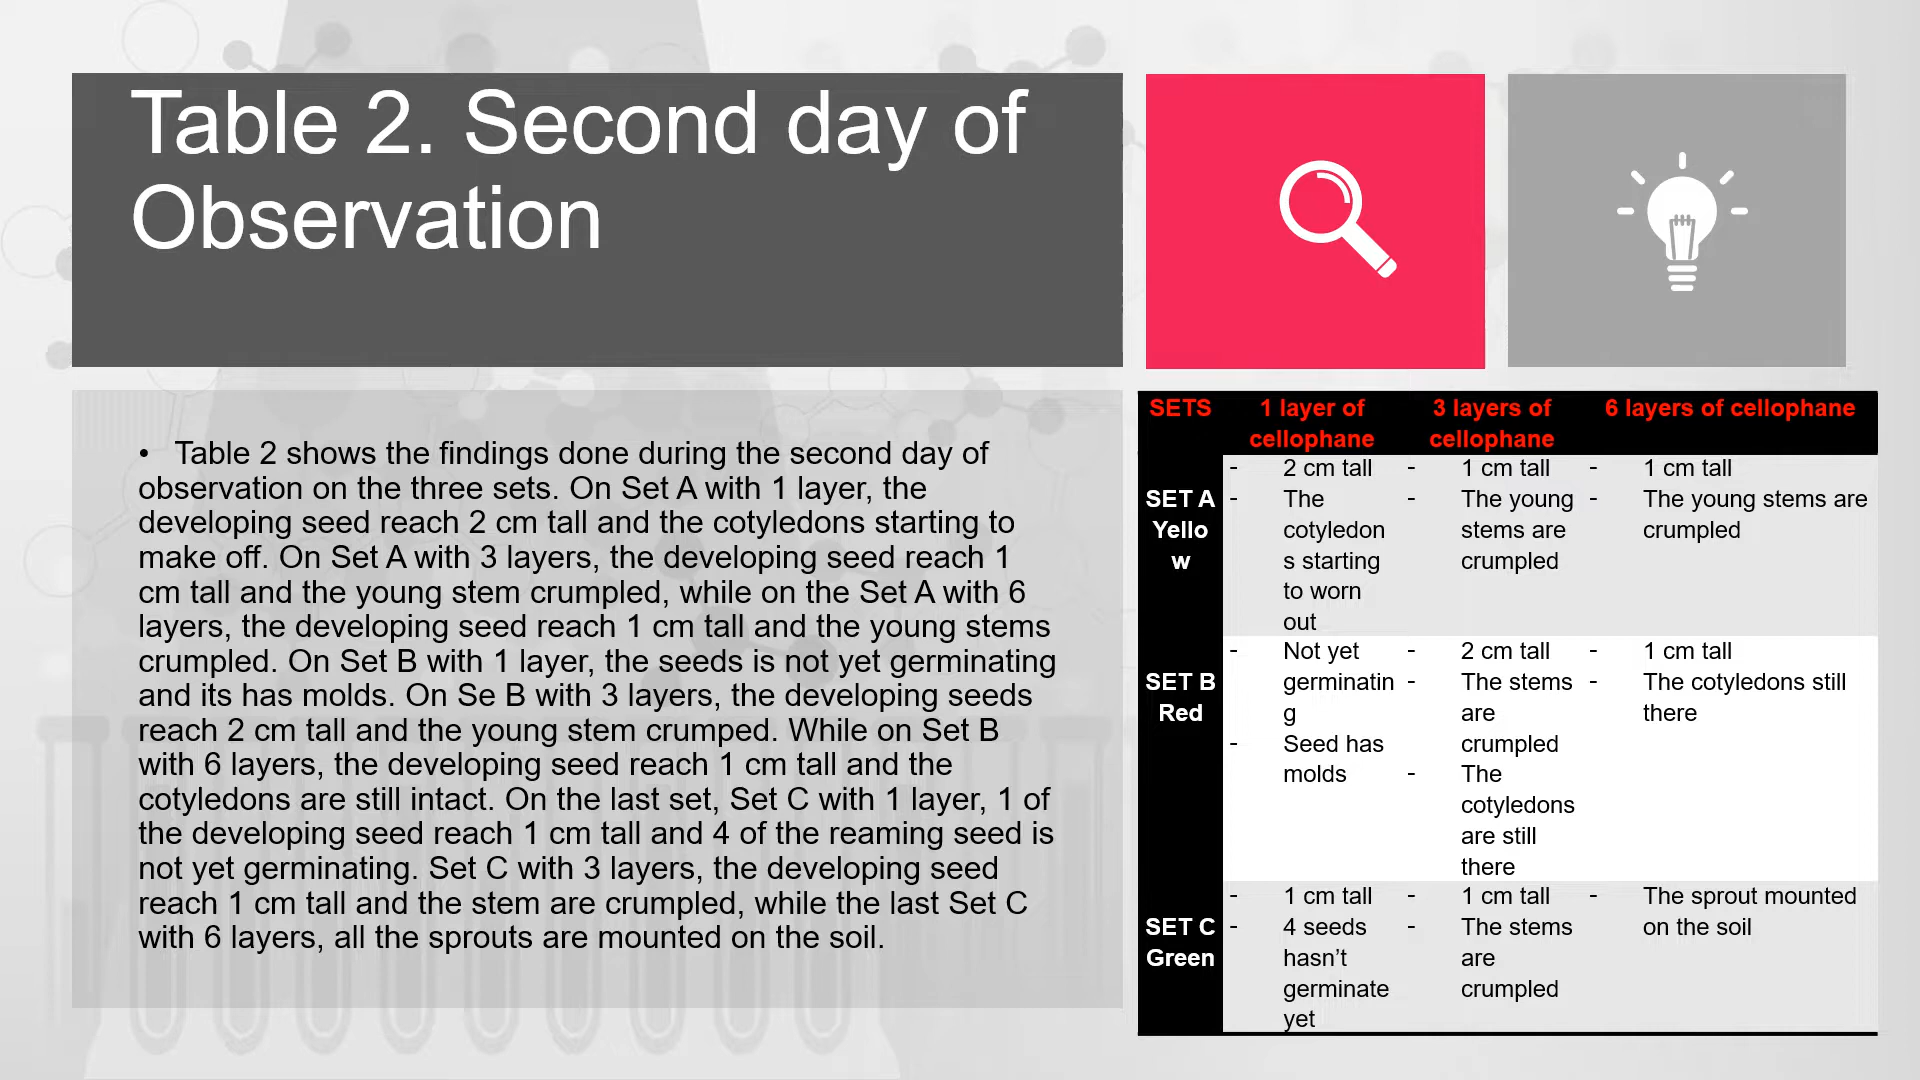 Table 2. Second day of
Observation
• Table 2 shows the findings done during the second day of
observation on the three sets. On Set A with 1 layer, the
developing seed reach 2 cm tall and the cotyledons starting to
make off. On Set A with 3 layers, the developing seed reach 1
cm tall and the young stem crumpled, while on the Set A with 6
layers, the developing seed reach 1 cm tall and the young stems
crumpled. On Set B with 1 layer, the seeds is not yet germinating
and its has molds. On Se B with 3 layers, the developing seeds
reach 2 cm tall and the young stem crumped. While on Set B
with 6 layers, the developing seed reach 1 cm tall and the
cotyledons are still intact. On the last set, Set C with 1 layer, 1 of
the developing seed reach 1 cm tall and 4 of the reaming seed is
not yet germinating. Set C with 3 layers, the developing seed
reach 1 cm tall and the stem are crumpled, while the last Set C
with 6 layers, all the sprouts are mounted on the soil.
SETS
1 layer of
cellophane
3 layers of
cellophane
6 layers of cellophane
SET A
Yello
w
- 2 cm tall
- The
cotyledon
s starting
to worn
out
- 1 cm tall
- The young
stems are
crumpled
- 1 cm tall
- The young stems are
crumpled
SET B
Red
- Not yet
germinatin
g
- Seed has
molds
- 2 cm tall
- The stems
are
crumpled
- The
cotyledons
are still
there
- 1 cm tall
- The cotyledons still
there
SET C
Green
- 1 cm tall
- 4 seeds
hasn’t
germinate
yet
- 1 cm tall
- The stems
are
crumpled
- The sprout mounted
on the soil